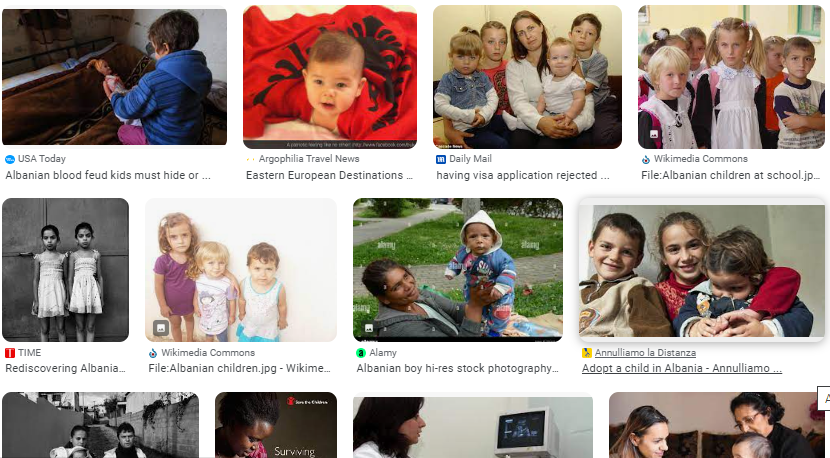 USA Today
Argophilia Travel News
Daily Mail
Wikimedia Commons
Albanian blood feud kids must hide or ...
Eastern European Destinations ...
having visa application rejected ...
File:Albanian children at school.jp...
alamy
TIME
Wikimedia Commons
a Alamy
Annulliamo la Distanza
Rediscovering Albania...
File:Albanian children.jpg - Wikime...
Albanian boy hi-res stock photography...
Adopt a child in Albania - Annulliamo ...
Save the Children
Surviving
A